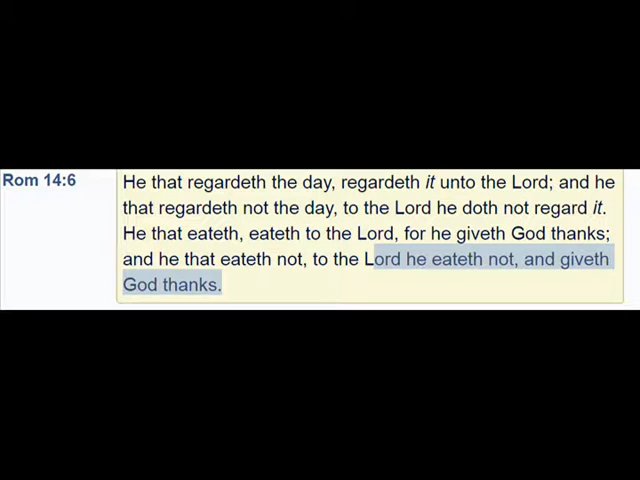 Rom 14:6
He that regardeth the day, regardeth it unto the Lord; and he
that regardeth not the day, to the Lord he doth not regard it.
He that eateth, eateth to the Lord, for he giveth God thanks;
and he that eateth not, to the Lord he eateth not, and giveth
God thanks.